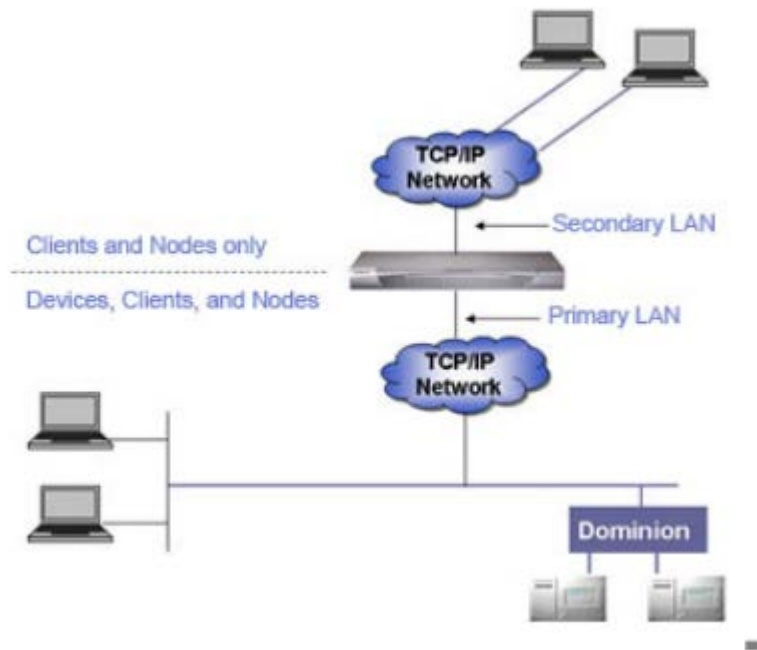 TCP/IP
Network
Secondary LAN
Clients and Nodes only
Devices, Clients, and Nodes
Primary LAN
TCP/IP
Network
Dominion